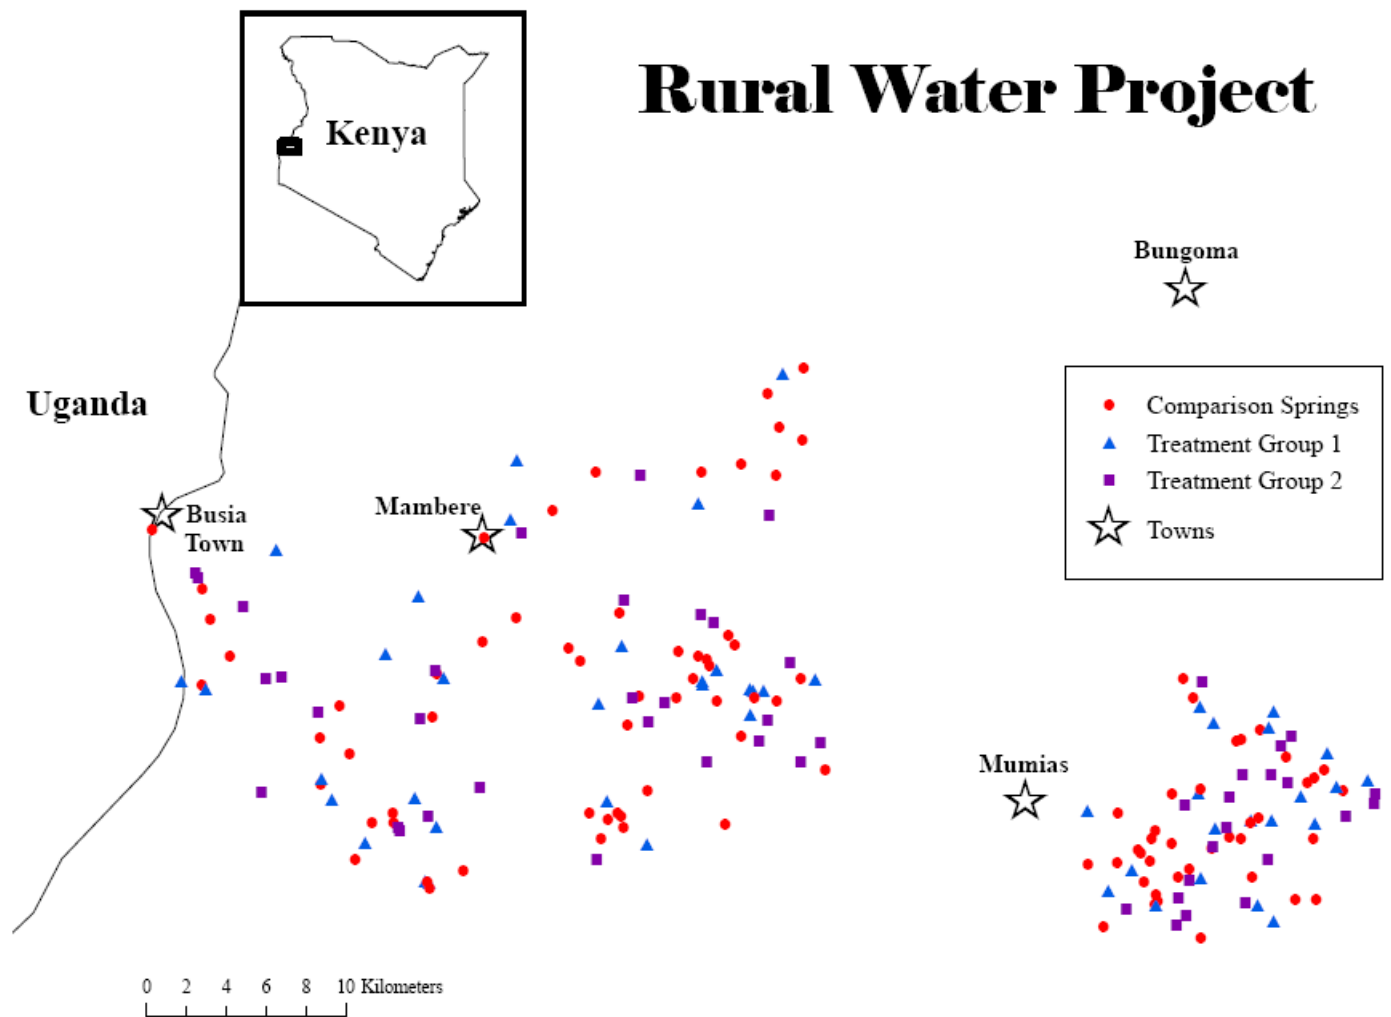 Rural Water Project
Kenya
Bungoma
Uganda
Comparison Springs
Treatment Group 1
Treatment Group 2
Towns
Mambere
Busia
Town
Mumias
0 2 4 6 8 10 Kilometers